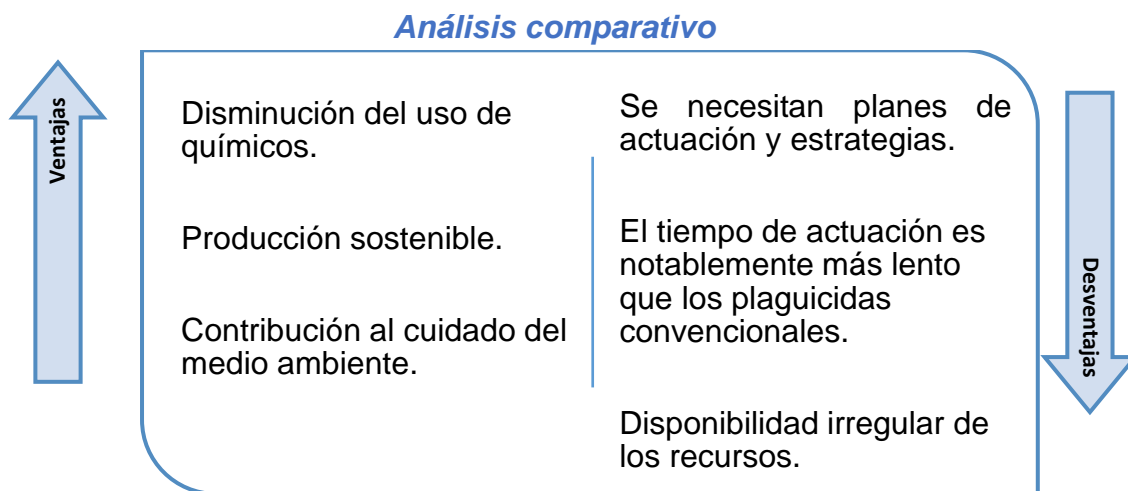 Análisis comparativo
Ventajas
Disminución del uso de
químicos.
Producción sostenible.
Contribución al cuidado del
medio ambiente.
Se necesitan planes de
actuación y estrategias.
El tiempo de actuación es
notablemente más lento
que los plaguicidas
convencionales.
Disponibilidad irregular de
los recursos.
Desventajas